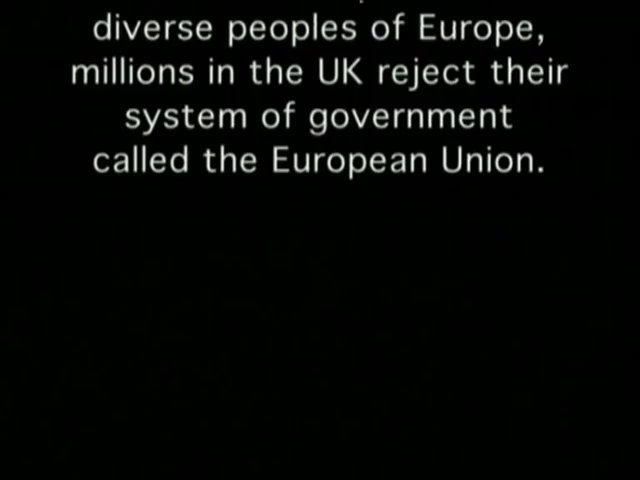 diverse peoples of Europe,
millions in the UK reject their
system of government
called the European Union.